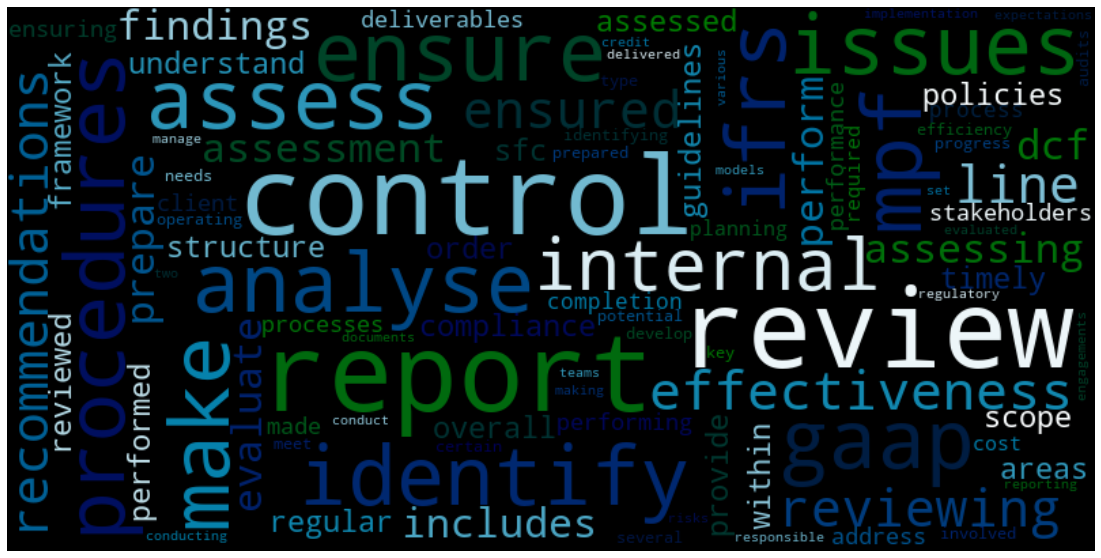 ensuring
findings
deliverables
assessed
implementation
expectations
understand
ensure
credit
delivered
type
various
ifrs
issues
audits
recommendations
procedures
framework
assess
ensured
guidelines
perform
policies
process
manage
assessment
sfc
identifying
prepared
performance
required
mpf
efficiency
progress
dcf
needs
models
prepare
client
operating
control
planning
set
line
stakeholders
evaluated
structure
order
internal
assessing
two
analyse
completion
timely
regulatory
reviewed
processes
documents
compliance
potential
develop
review
make
evaluate
report
teams
making
key
effectiveness
engagements
performed
made
meet
conduct
overall
certain
performing
provide
within
gaap
scope
cost
areas
reporting
identify
reviewing
conducting
regular
includes
several
risks
responsible
address
involved